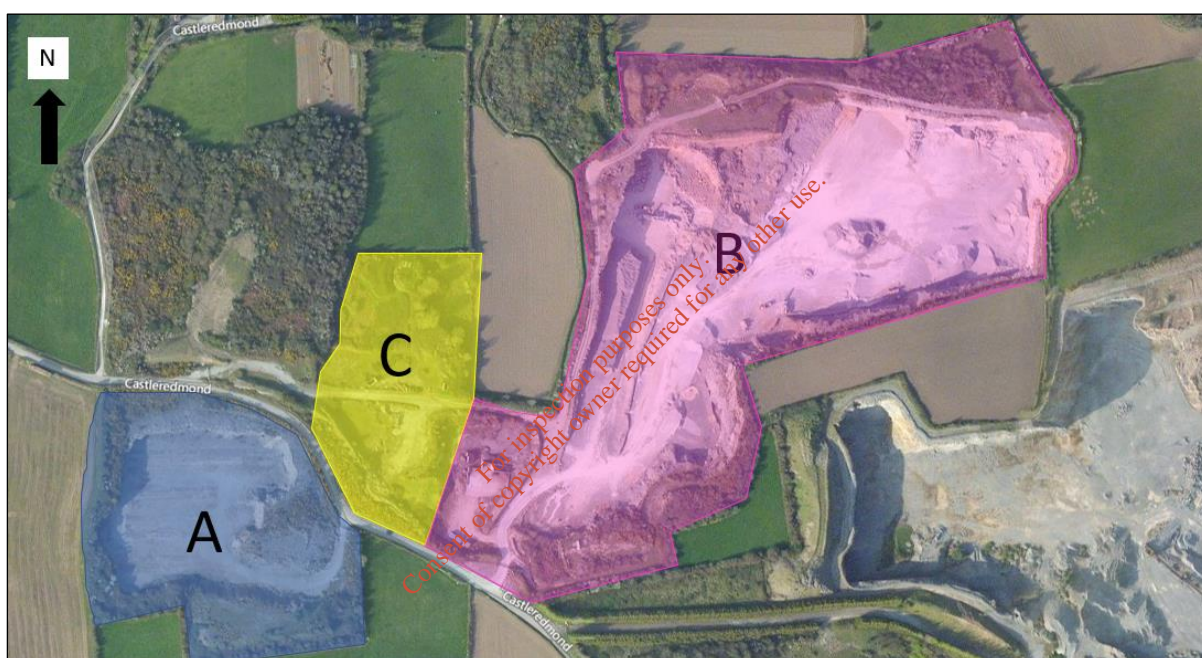 Castleredmond
N
B
C
Castleredmond
A
For inspection purposes only.
Consent of copyright owner required for any other use.
Castleredmond